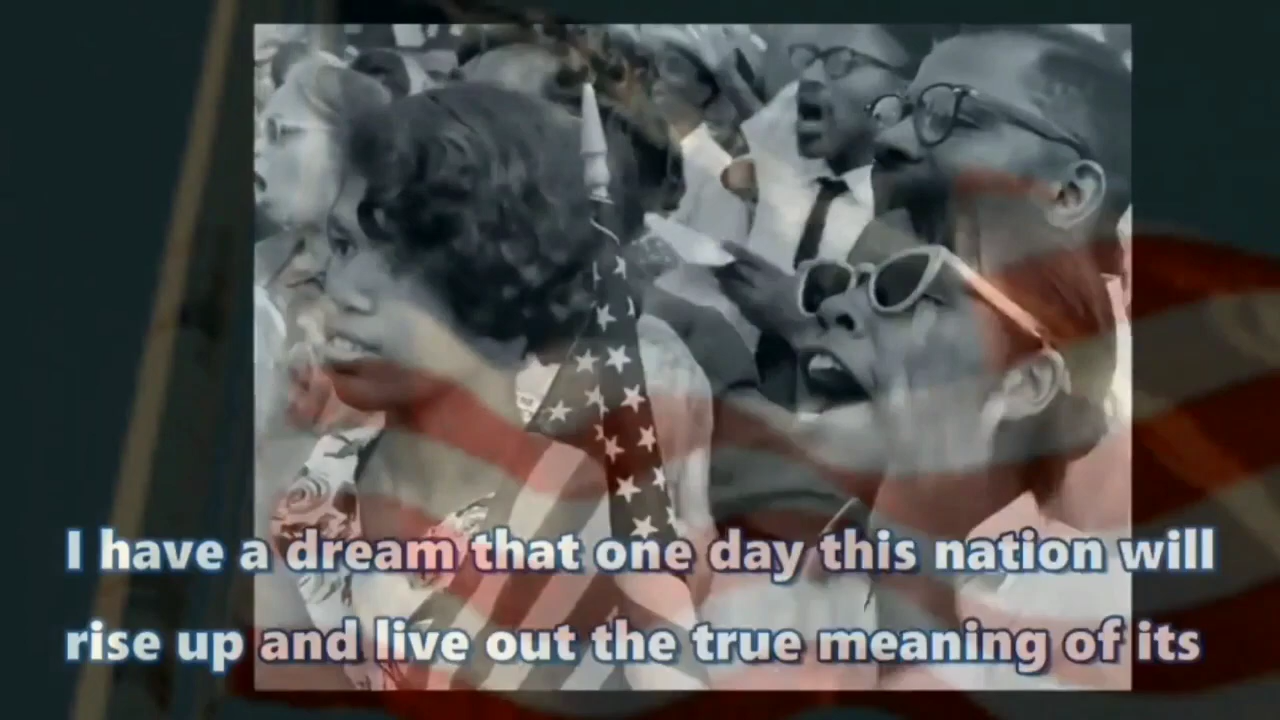 I have a dream that one day this nation will
rise up and live out the true meaning of its